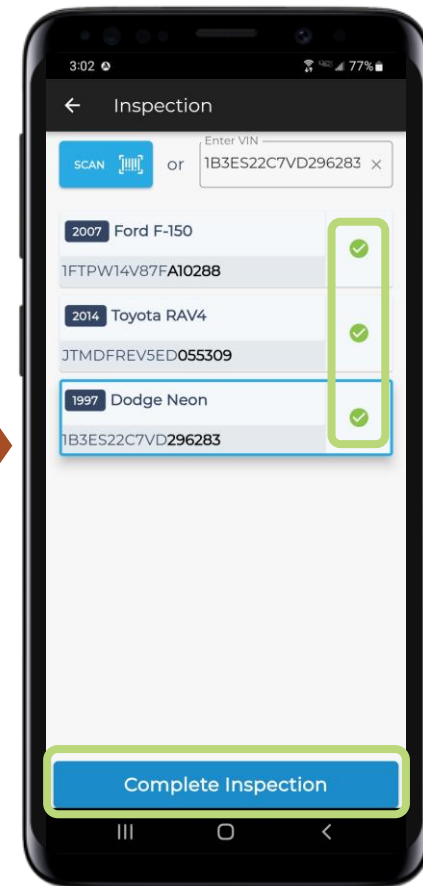 3:02 77%
Inspection
Enter VIN
SCAN or 1B3ES22C7VD296283 ×
2007 Ford F-150
1FTPW14V87FA10288
2014 Toyota RAV4
JTMDFREV5ED055309
1997 Dodge Neon
1B3ES22C7VD296283
Complete Inspection